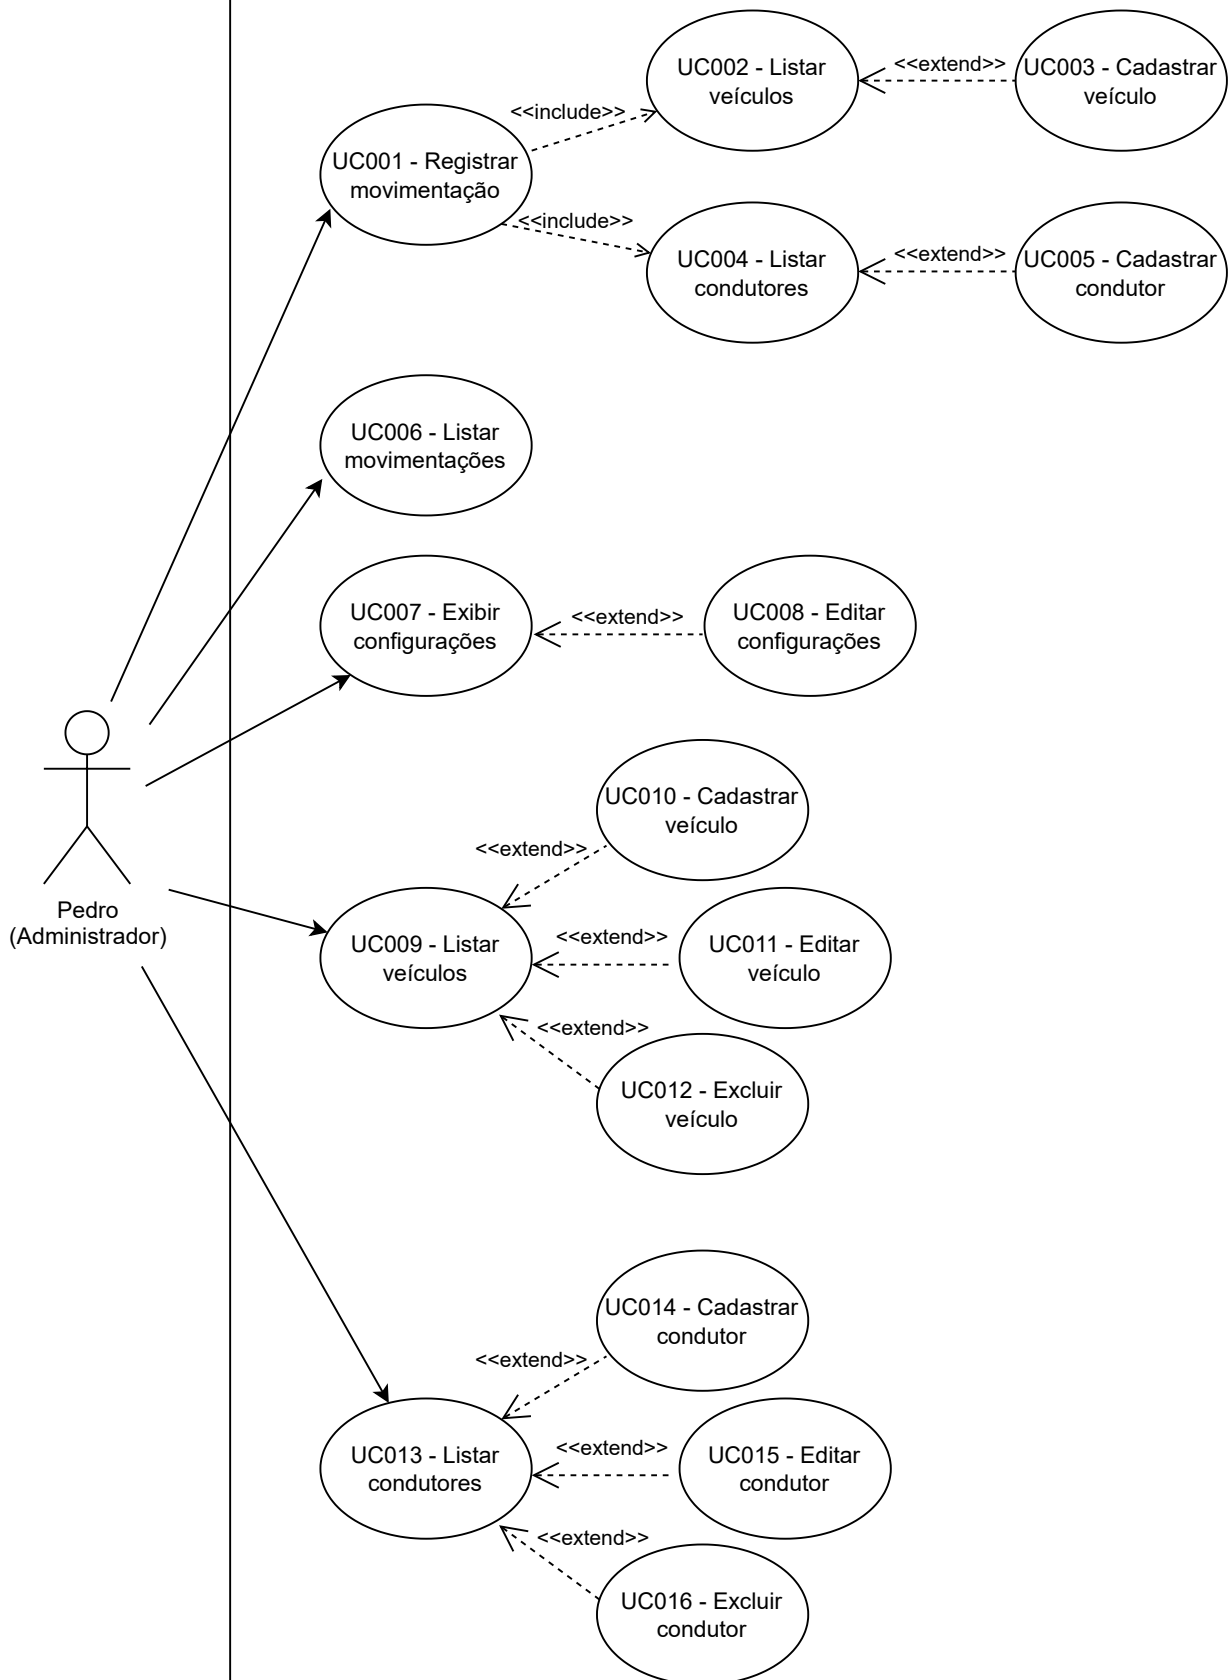 UC002 - Listar
veículos
<<extend>>
UC003 - Cadastrar
veículo
<<include>>
UC001 - Registrar
movimentação
<<include>>
UC004 - Listar
condutores
<<extend>>
UC005 - Cadastrar
condutor
UC006 - Listar
movimentações
UC007 - Exibir
configurações
<<extend>>
UC008 - Editar
configurações
Pedro
(Administrador)
UC010 - Cadastrar
veículo
<<extend>>
UC009 - Listar
veículos
<<extend>>
UC011 - Editar
veículo
<<extend>>
UC012 - Excluir
veículo
UC014 - Cadastrar
condutor
<<extend>>
UC013 - Listar
condutores
<<extend>>
UC015 - Editar
condutor
<<extend>>
UC016 - Excluir
condutor